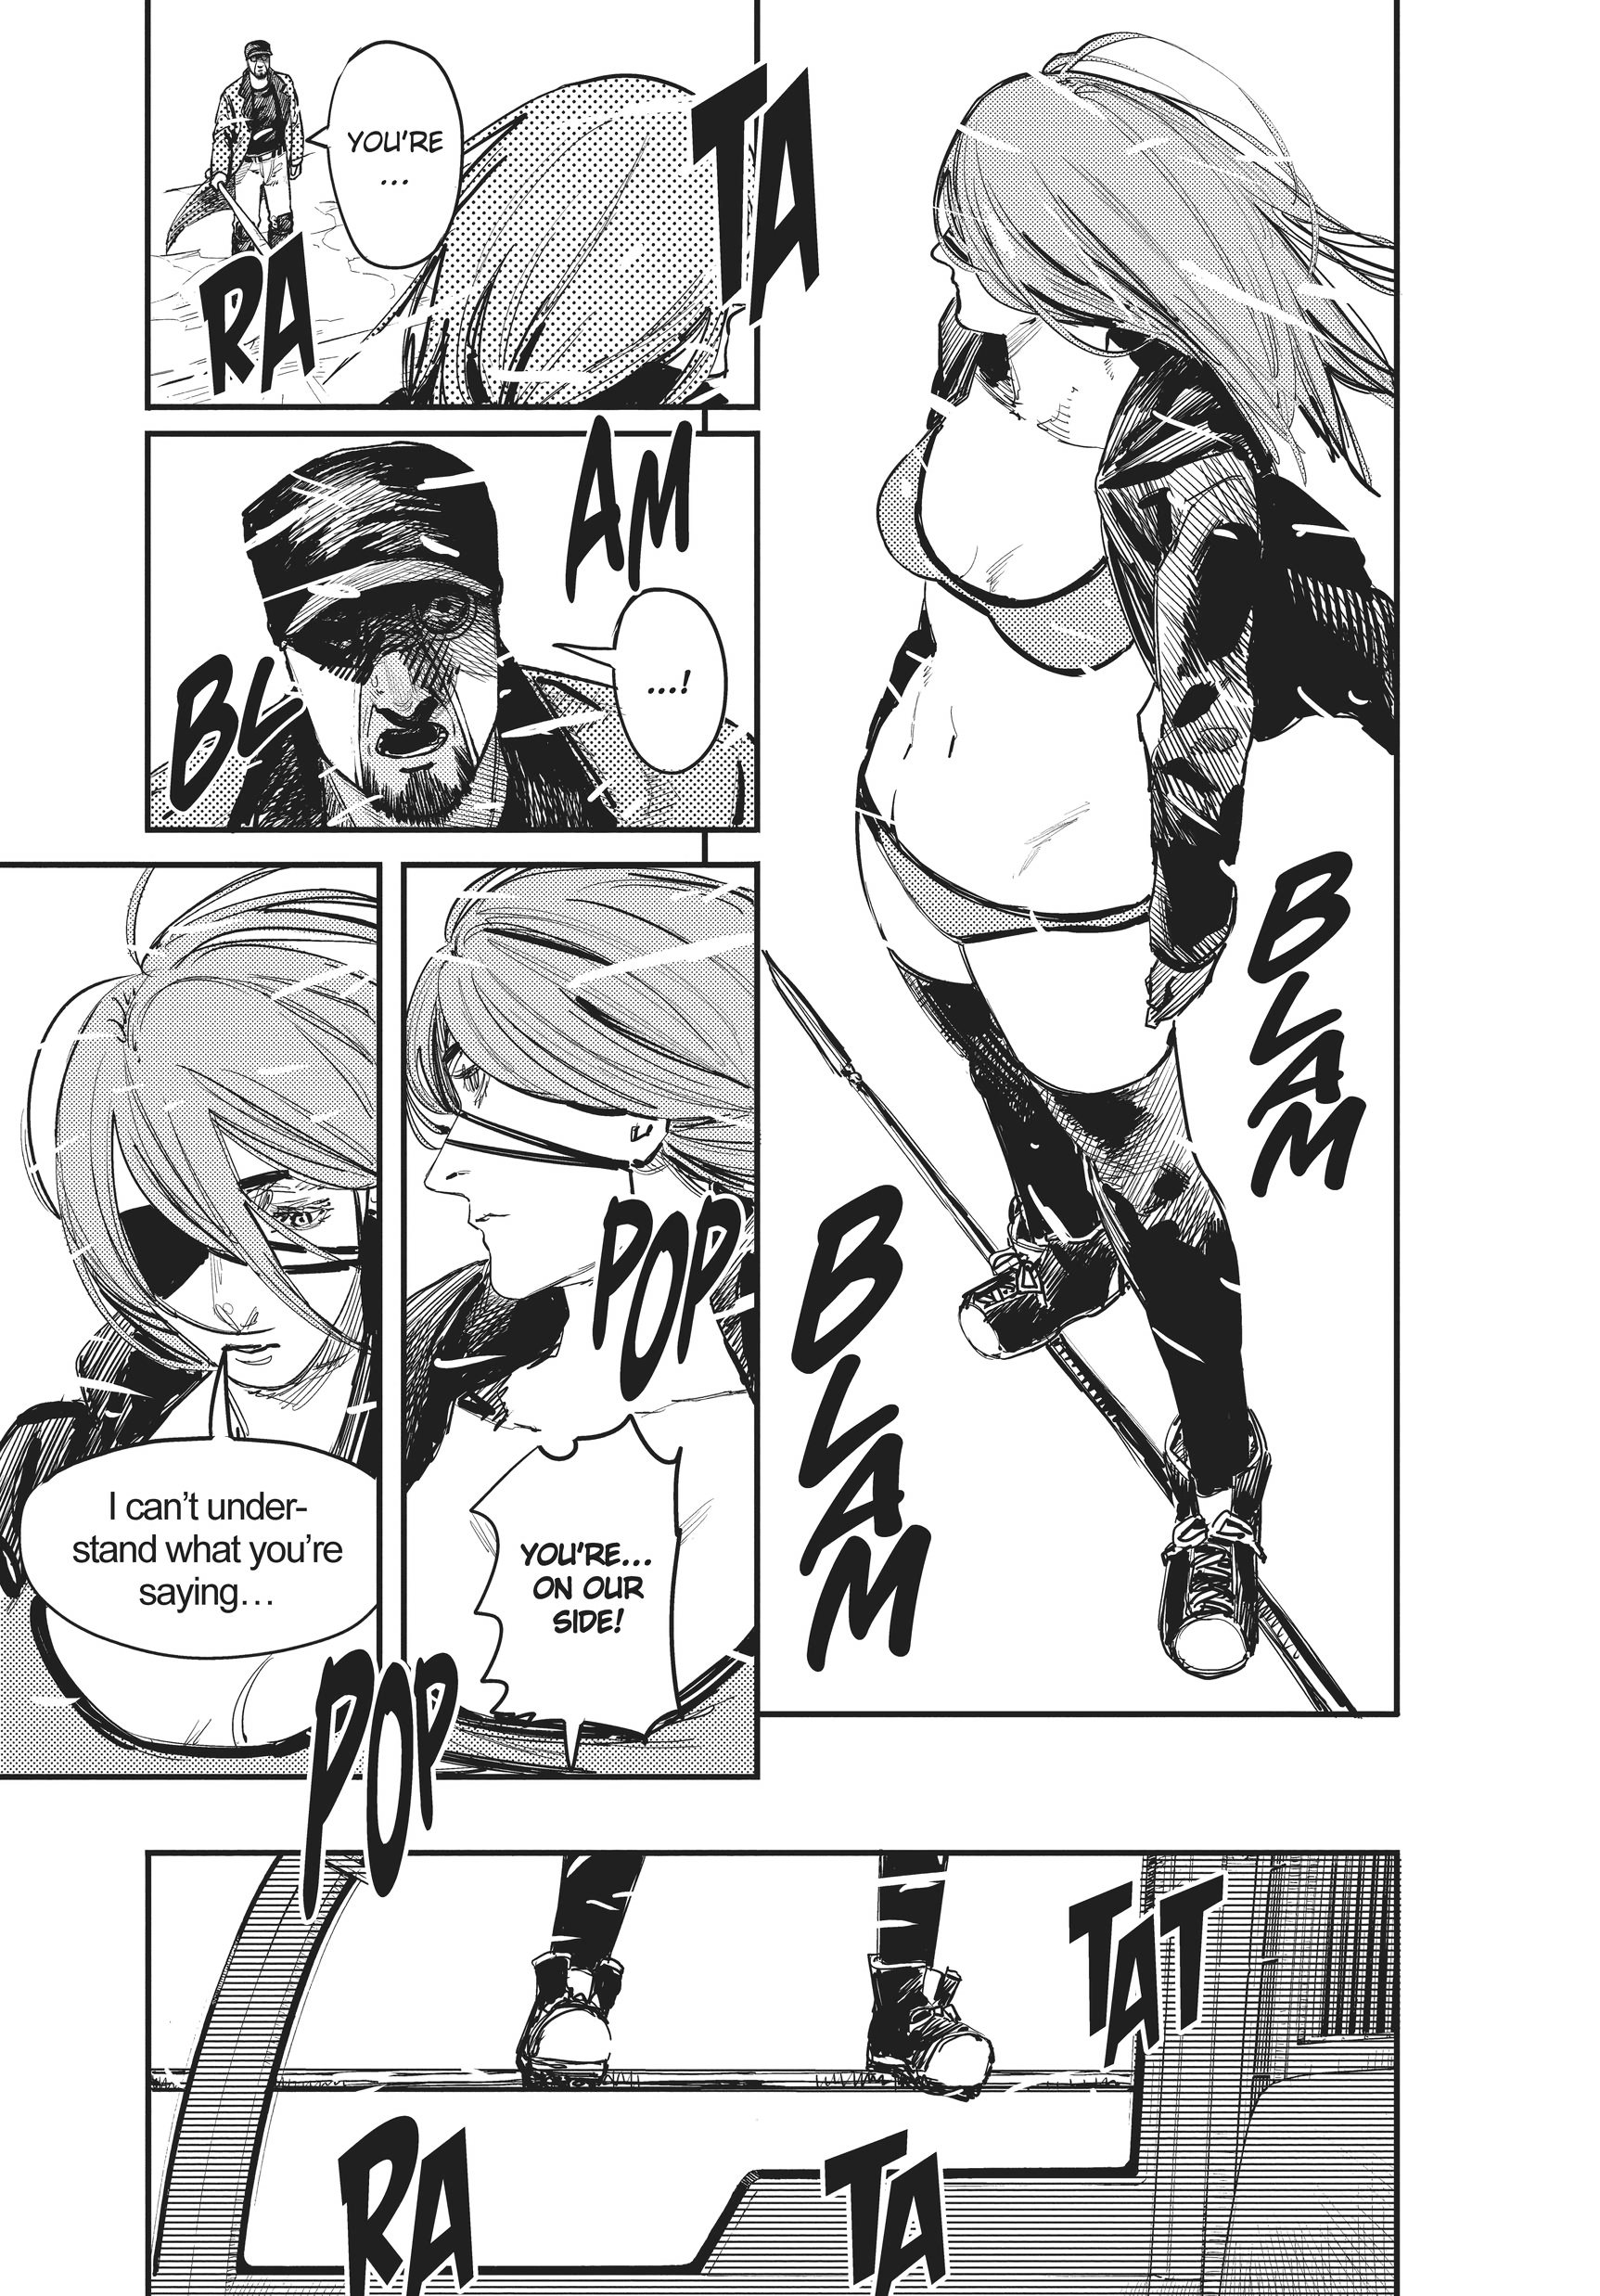 BLAM
BLAM
TA
YOU'RE
...
RA
AM
...!
BL
POP
YOU'RE...
ON OUR
SIDE!
I can't under-
stand what you're
saying...
POP
TAT
TA
RA